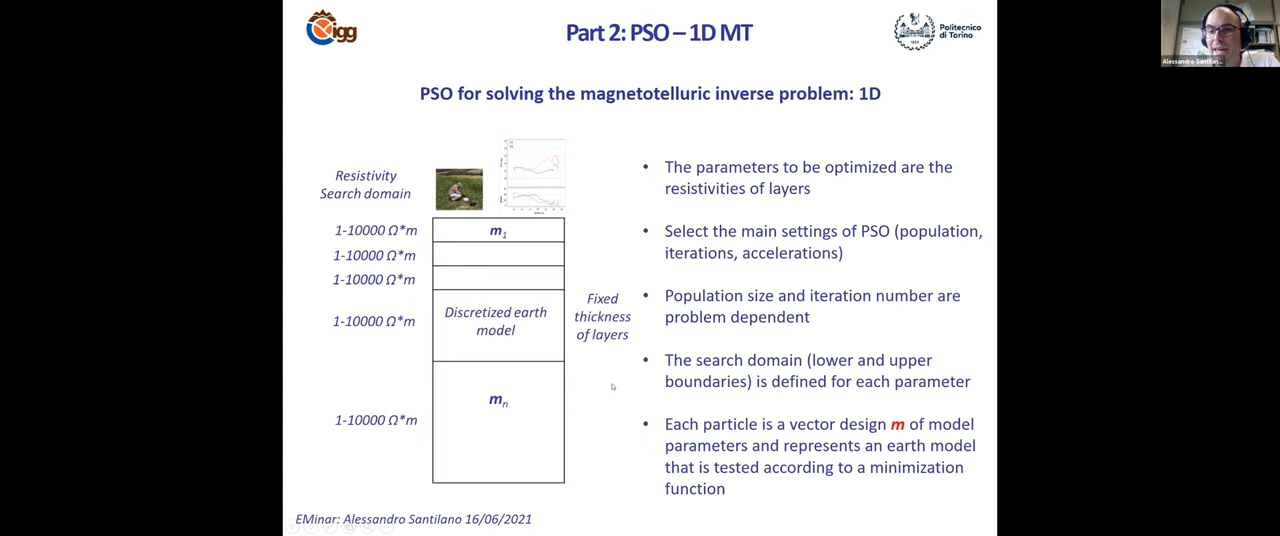 igg
Part 2: PSO – 1D MT
Politecnico
di Torino
Alessandro Santilan...
PSO for solving the magnetotelluric inverse problem: 1D
Resistivity
Search domain
1-10000 Ω*m
1-10000 Ω*m
1-10000 Ω*m
1-10000 Ω*m
1-10000 Ω*m
m1
Discretized earth
model
mn
Fixed
thickness
of layers
• The parameters to be optimized are the
resistivities of layers
• Select the main settings of PSO (population,
iterations, accelerations)
• Population size and iteration number are
problem dependent
• The search domain (lower and upper
boundaries) is defined for each parameter
• Each particle is a vector design m of model
parameters and represents an earth model
that is tested according to a minimization
function
EMinar: Alessandro Santilano 16/06/2021